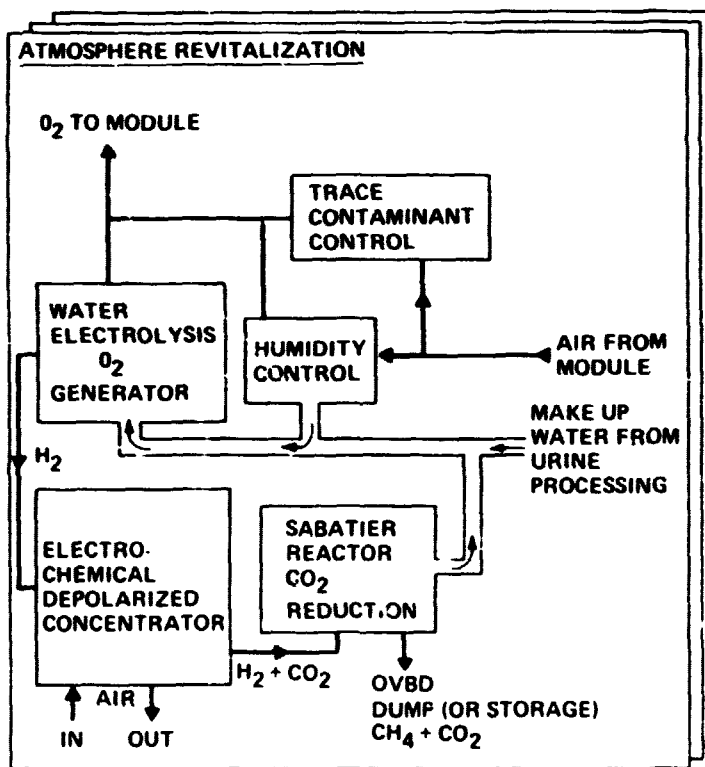 ATMOSPHERE REVITALIZATION
O2 TO MODULE
TRACE
CONTAMINANT
CONTROL
WATER
ELECTROLYSIS
O2
GENERATOR
HUMIDITY
CONTROL
AIR FROM
MODULE
MAKE UP
WATER FROM
URINE
PROCESSING
H2
ELECTRO-
CHEMICAL
DEPOLARIZED
CONCENTRATOR
SABATIER
REACTOR
CO2
REDUCTION
H2 + CO2
AIR
IN OUT
OVBD
DUMP (OR STORAGE)
CH4 + CO2